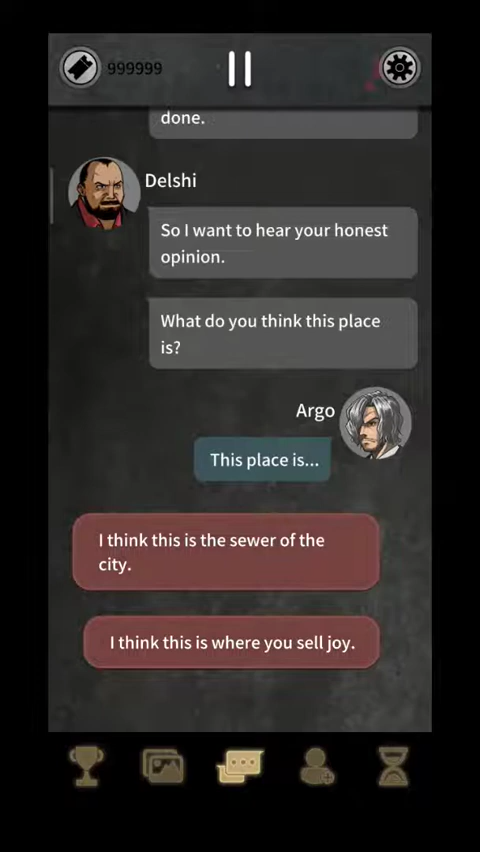 999999
done.
Delshi
So I want to hear your honest
opinion.
What do you think this place
is?
Argo
This place is...
I think this is the sewer of the
city.
I think this is where you sell joy.